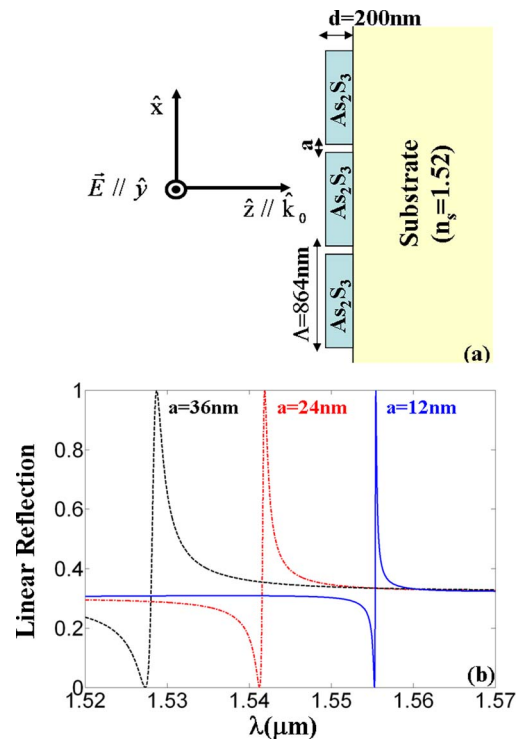 d=200nm
As₂S₃
x̂
a
E⃗ // ŷ
ẑ // k̂₀
As₂S₃
Substrate
(nₛ=1.52)
Λ=864nm
As₂S₃
(a)
1
a=36nm
a=24nm
a=12nm
0.8
0.6
0.4
0.2
0
Linear Reflection
(b)
1.52
1.53
1.54
1.55
1.56
1.57
λ(μm)